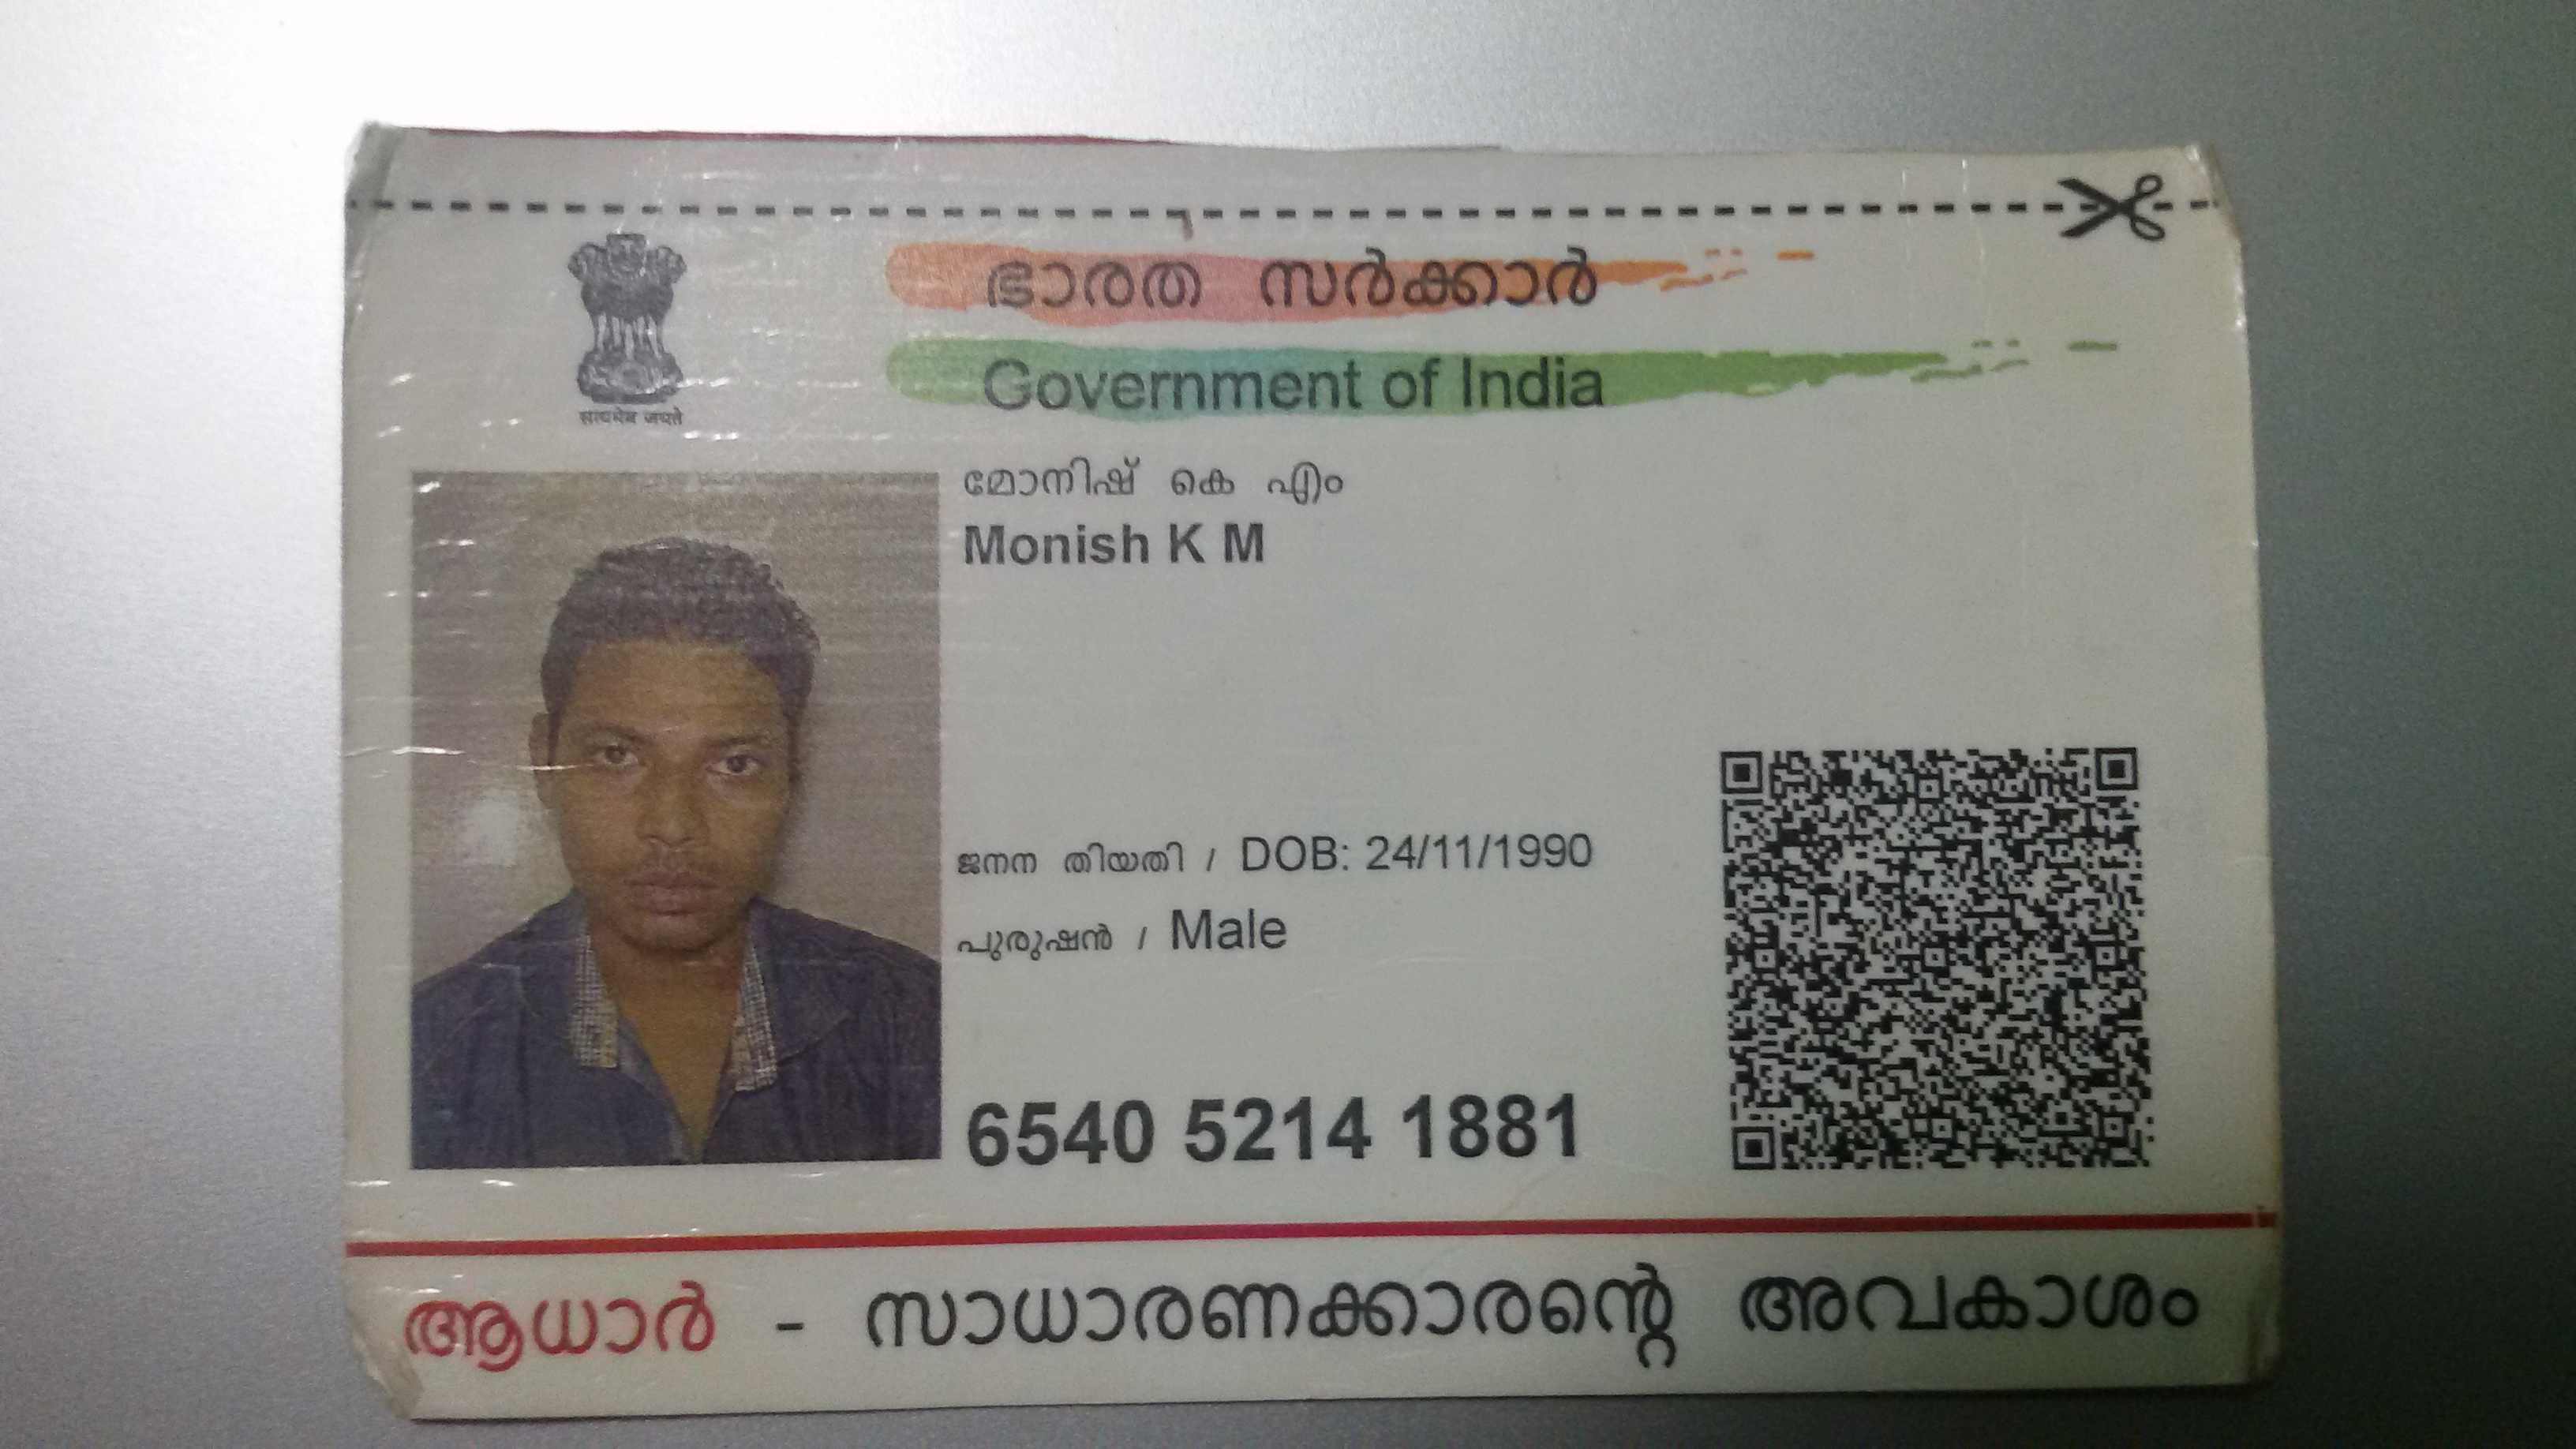 ഭാരത സർക്കാർ
Government of India
सत्यमेव जयते
മോനിഷ് കെ എം
Monish K M
ജനന തിയതി / DOB: 24/11/1990
പുരുഷൻ / Male
6540 5214 1881
ആധാർ - സാധാരണക്കാരന്റെ അവകാശം